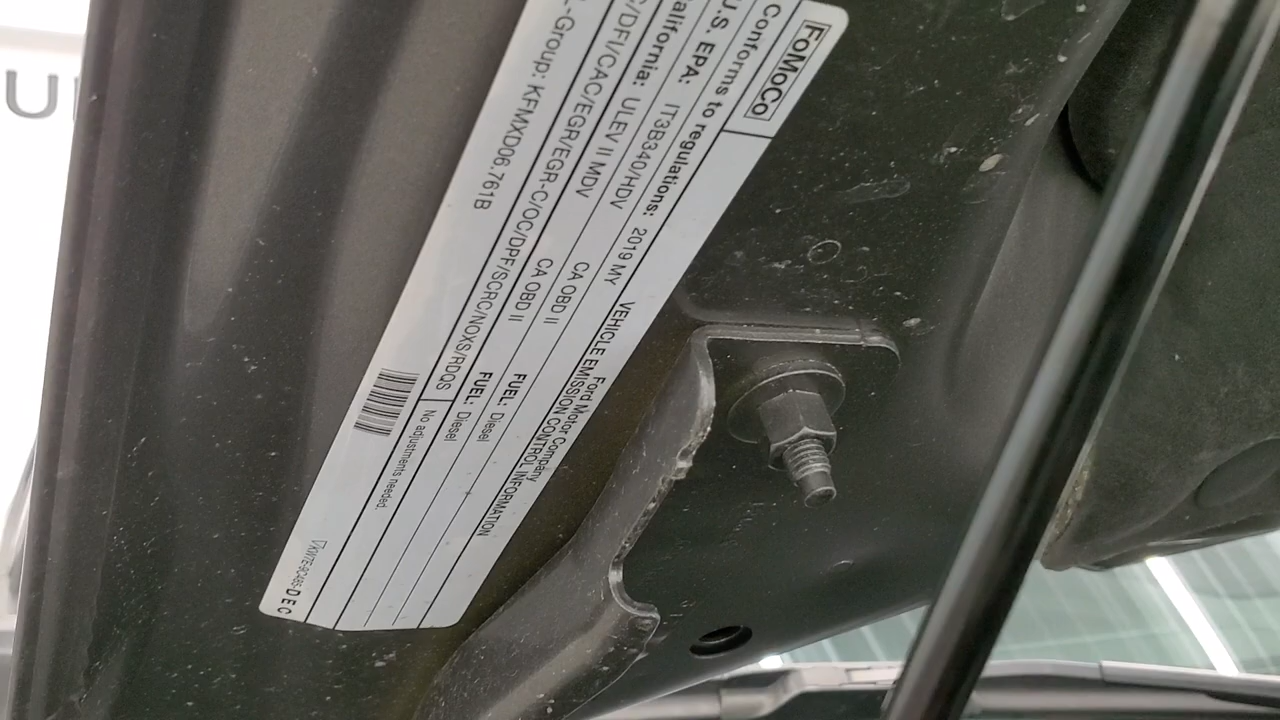 FoMoCo
Ford Motor Company
VEHICLE EMISSION CONTROL INFORMATION
Conforms to regulations: 2019 MY
U.S. EPA: IT3B340/HDV CA OBD II FUEL: Diesel
California: ULEV II MDV CA OBD II FUEL: Diesel
C/DFI/CAC/EGR/EGR-C/OC/DPF/SCRC/NOXS/RDQS No adjustments needed.
-Group: KFMXD06.761B
D E C
U